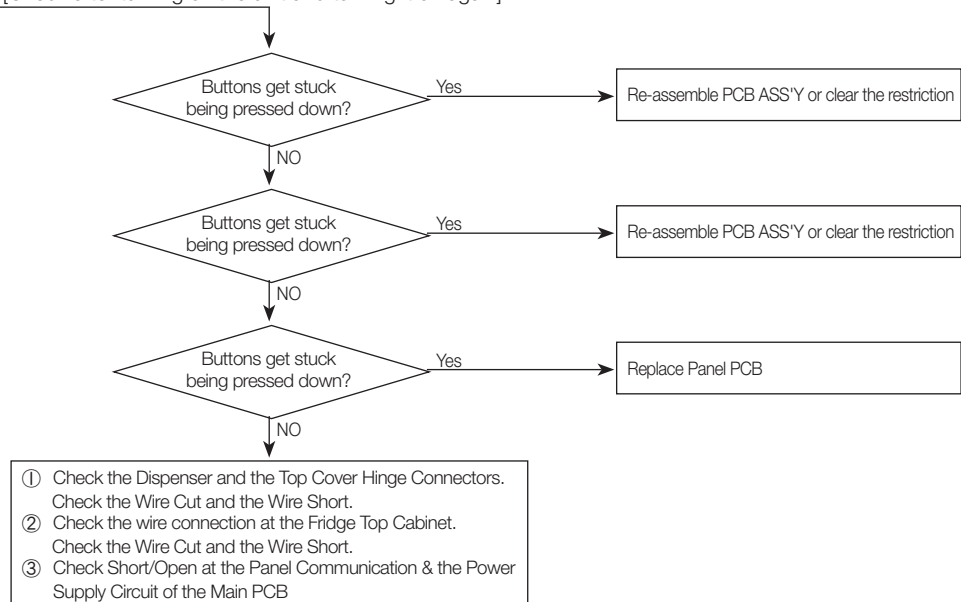 Buttons get stuck
being pressed down?
Yes
Re-assemble PCB ASS'Y or clear the restriction
NO
Buttons get stuck
being pressed down?
Yes
Re-assemble PCB ASS'Y or clear the restriction
NO
Buttons get stuck
being pressed down?
Yes
Replace Panel PCB
NO
① Check the Dispenser and the Top Cover Hinge Connectors.
Check the Wire Cut and the Wire Short.
② Check the wire connection at the Fridge Top Cabinet.
Check the Wire Cut and the Wire Short.
③ Check Short/Open at the Panel Communication & the Power
Supply Circuit of the Main PCB